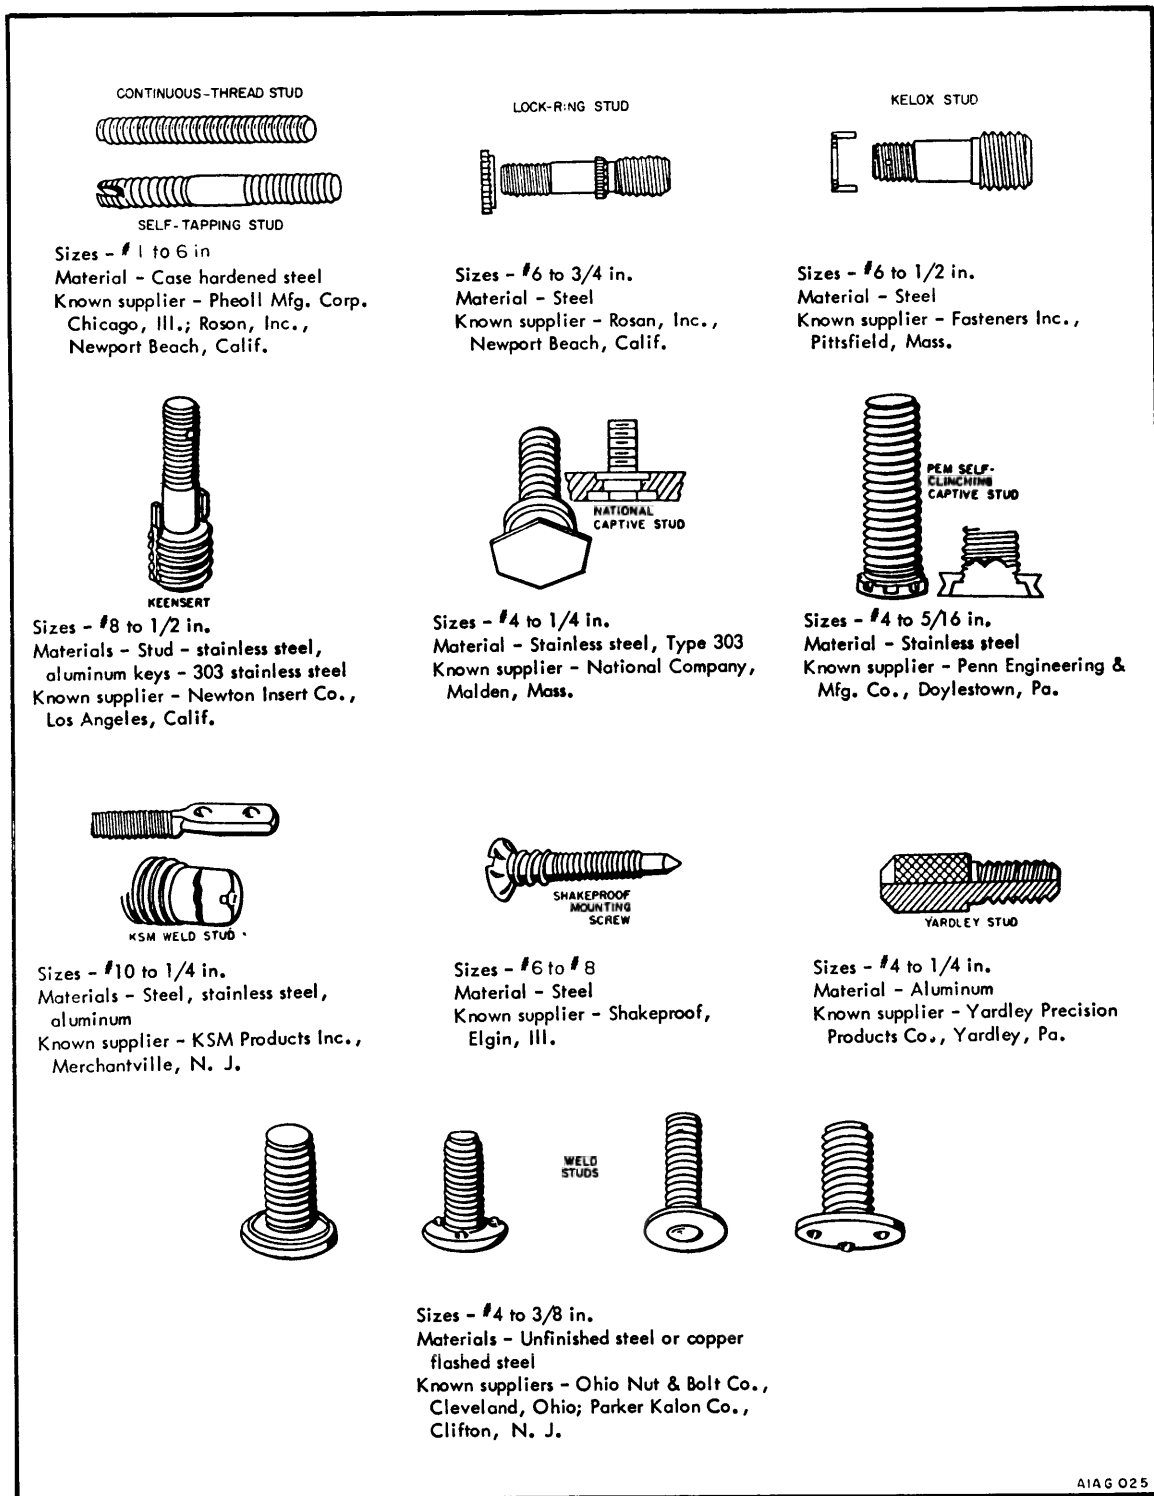 CONTINUOUS-THREAD STUD
SELF-TAPPING STUD
Sizes - #1 to 6 in
Material - Case hardened steel
Known supplier - Pheoll Mfg. Corp.
Chicago, Ill.; Roson, Inc.,
Newport Beach, Calif.
LOCK-RING STUD
Sizes - #6 to 3/4 in.
Material - Steel
Known supplier - Rosan, Inc.,
Newport Beach, Calif.
KELOX STUD
Sizes - #6 to 1/2 in.
Material - Steel
Known supplier - Fasteners Inc.,
Pittsfield, Mass.
KEENSERT
Sizes - #8 to 1/2 in.
Materials - Stud - stainless steel,
aluminum keys - 303 stainless steel
Known supplier - Newton Insert Co.,
Los Angeles, Calif.
NATIONAL
CAPTIVE STUD
Sizes - #4 to 1/4 in.
Material - Stainless steel, Type 303
Known supplier - National Company,
Malden, Mass.
PEM SELF-
CLINCHING
CAPTIVE STUD
Sizes - #4 to 5/16 in.
Material - Stainless steel
Known supplier - Penn Engineering &
Mfg. Co., Doylestown, Pa.
KSM WELD STUD
Sizes - #10 to 1/4 in.
Materials - Steel, stainless steel,
aluminum
Known supplier - KSM Products Inc.,
Merchantville, N. J.
SHAKEPROOF
MOUNTING
SCREW
Sizes - #6 to #8
Material - Steel
Known supplier - Shakeproof,
Elgin, Ill.
YARDLEY STUD
Sizes - #4 to 1/4 in.
Material - Aluminum
Known supplier - Yardley Precision
Products Co., Yardley, Pa.
WELD
STUDS
Sizes - #4 to 3/8 in.
Materials - Unfinished steel or copper
flashed steel
Known suppliers - Ohio Nut & Bolt Co.,
Cleveland, Ohio; Parker Kalon Co.,
Clifton, N. J.
AIAG 025